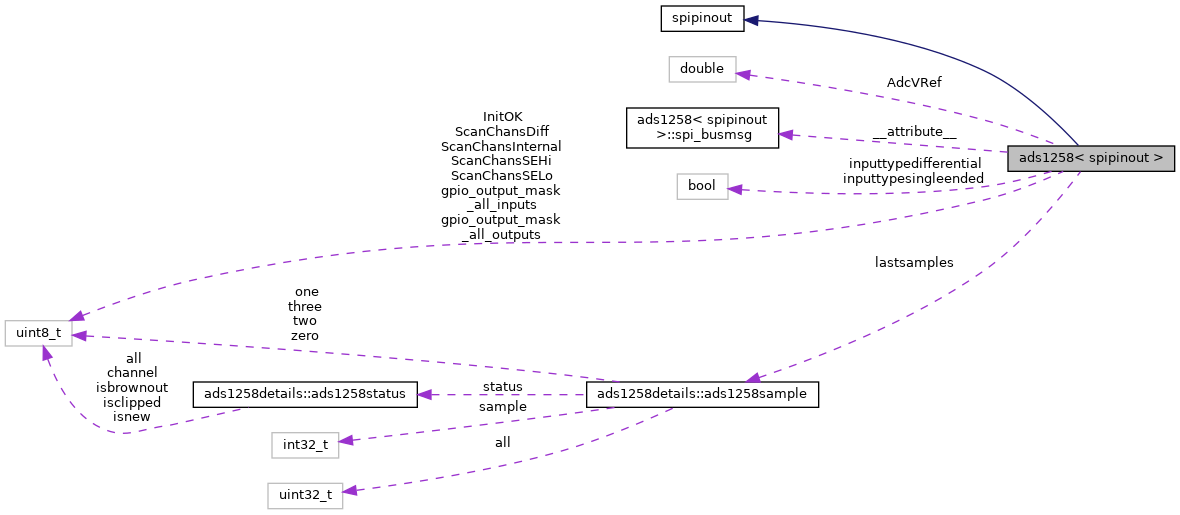 spipinout
double
AdcVRef
InitOK
ScanChansDiff
ScanChansInternal
ScanChansSEHi
ScanChansSELo
gpio_output_mask
_all_inputs
gpio_output_mask
_all_outputs
ads1258< spipinout
>::spi_busmsg
__attribute__
ads1258< spipinout >
bool
inputtypedifferential
inputtypesingleended
lastsamples
one
three
two
zero
uint8_t
all
channel
isbrownout
isclipped
isnew
ads1258details::ads1258status
status
ads1258details::ads1258sample
sample
int32_t
all
uint32_t